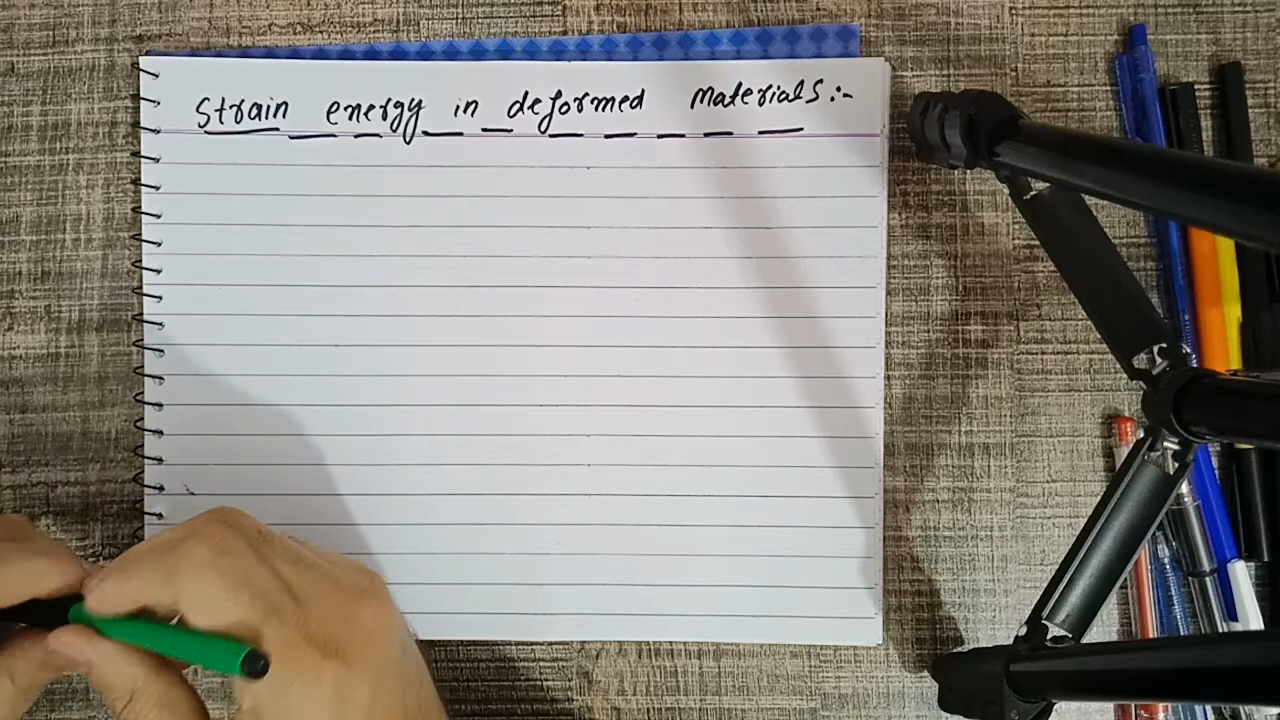 Strain energy in deformed materials :-